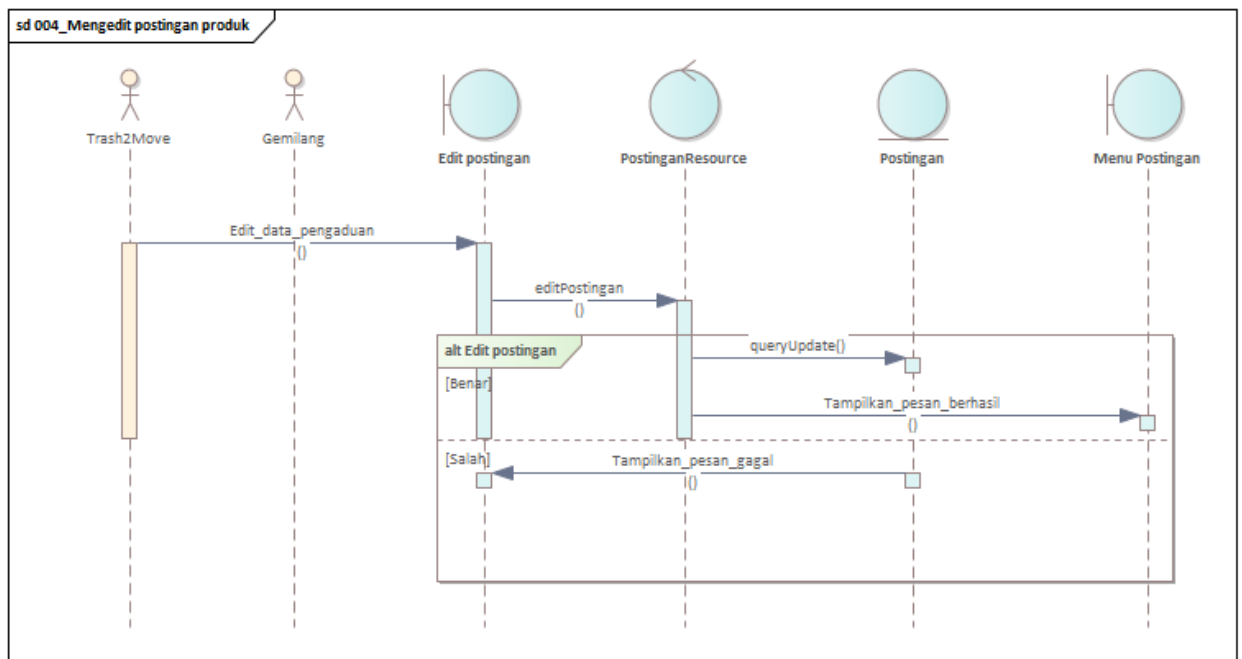 sd 004_Mengedit postingan produk
Trash2Move
Gemilang
Edit postingan
PostinganResource
Postingan
Menu Postingan
Edit_data_pengaduan
()
editPostingan
()
alt Edit postingan
queryUpdate()
[Benar]
Tampilkan_pesan_berhasil
()
[Salah]
Tampilkan_pesan_gagal
()